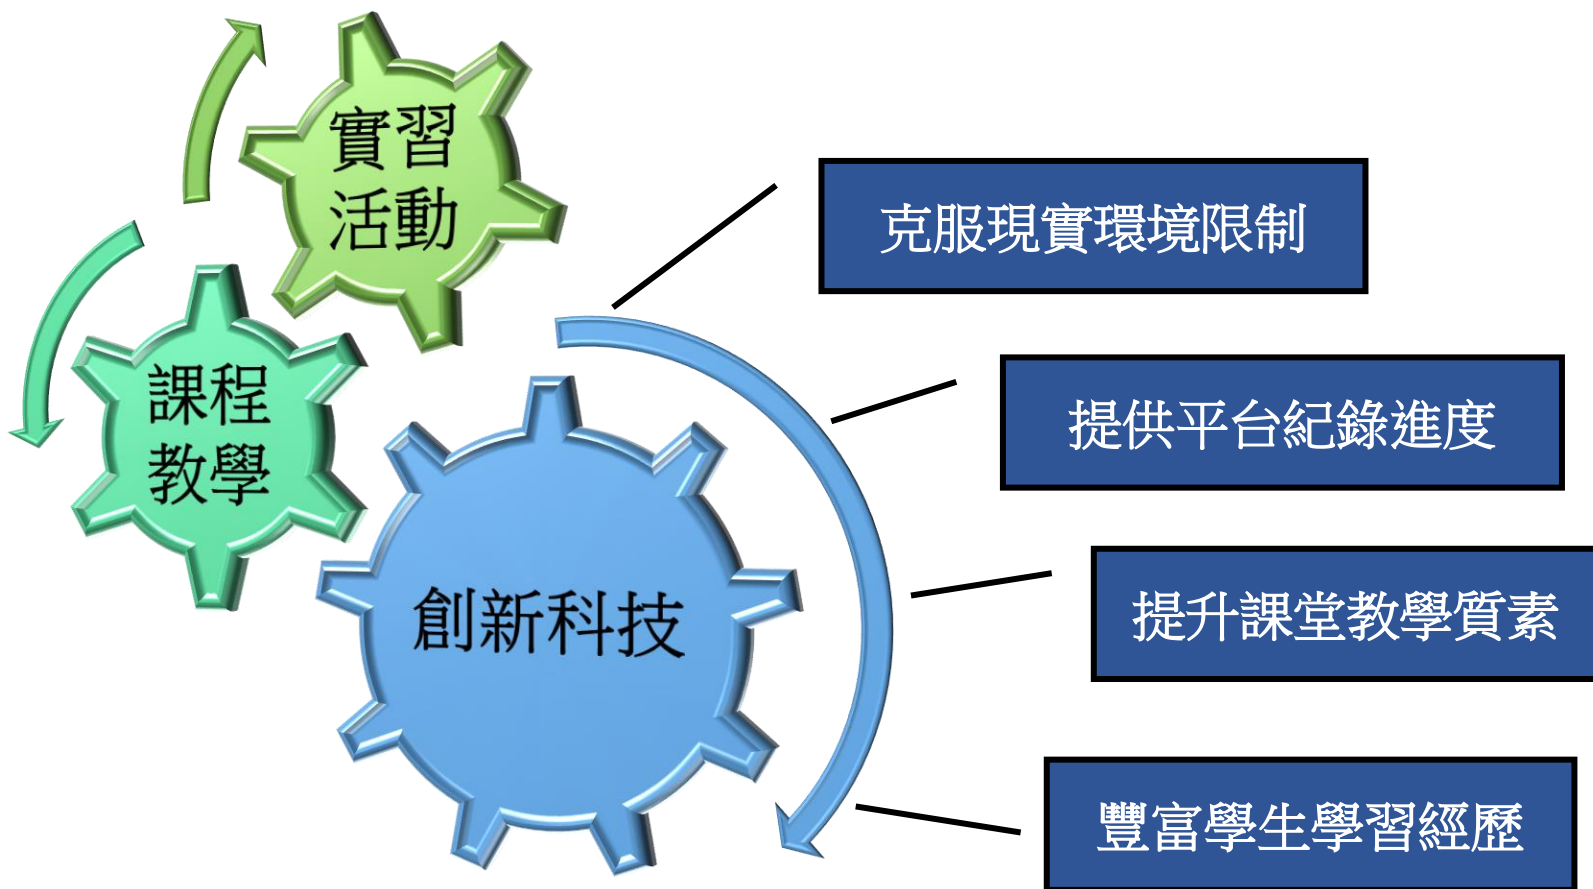 實習
活動
課程
教學
創新科技
克服現實環境限制
提供平台紀錄進度
提升課堂教學質素
豐富學生學習經歷